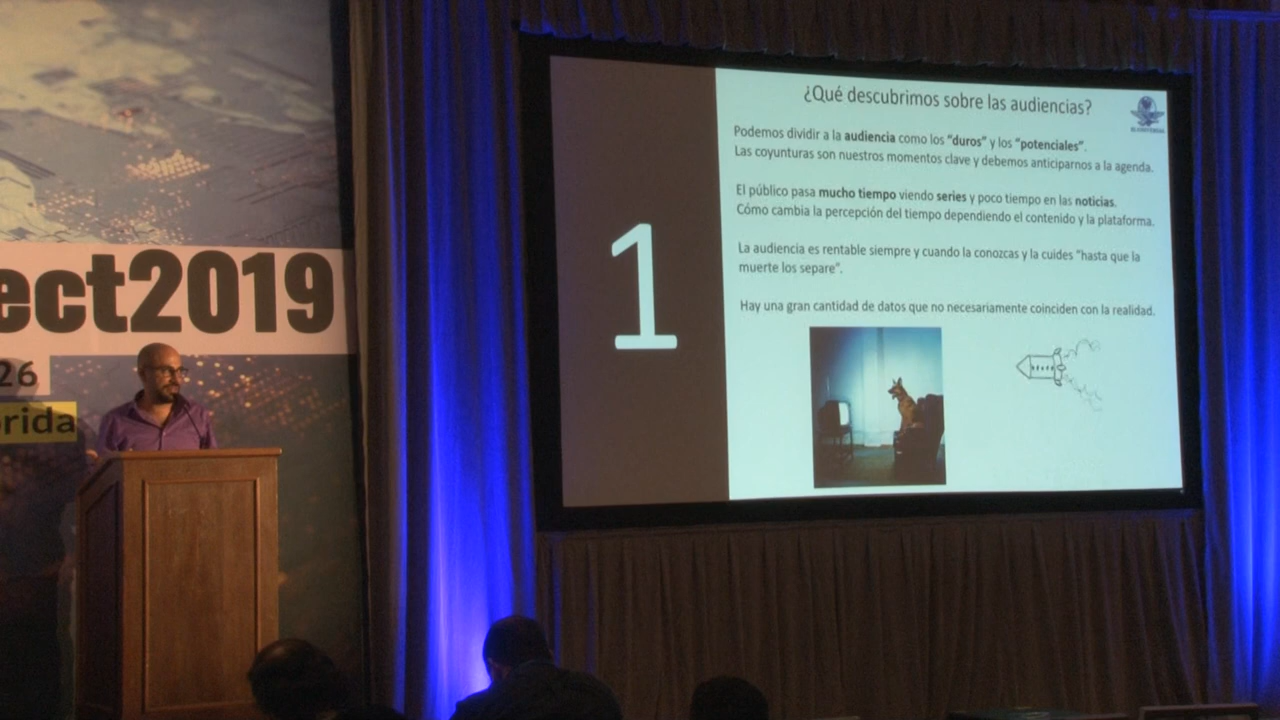 ect2019
26
rida
1
¿Qué descubrimos sobre las audiencias?
Podemos dividir a la audiencia como los “duros” y los “potenciales”.
Las coyunturas son nuestros momentos clave y debemos anticiparnos a la agenda.
El público pasa mucho tiempo viendo series y poco tiempo en las noticias.
Cómo cambia la percepción del tiempo dependiendo el contenido y la plataforma.
La audiencia es rentable siempre y cuando la conozcas y la cuides “hasta que la
muerte los separe”.
Hay una gran cantidad de datos que no necesariamente coinciden con la realidad.